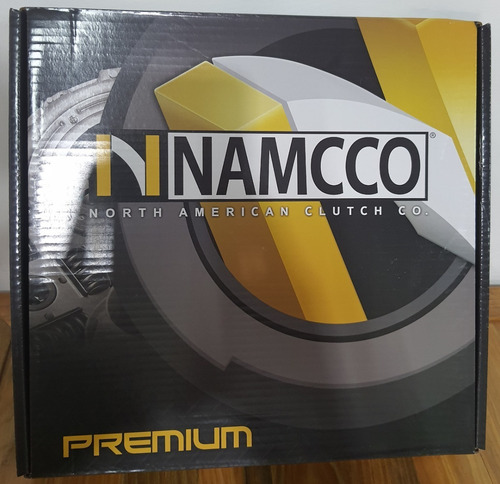 N NAMCCO®
NORTH AMERICAN CLUTCH CO.
PREMIUM